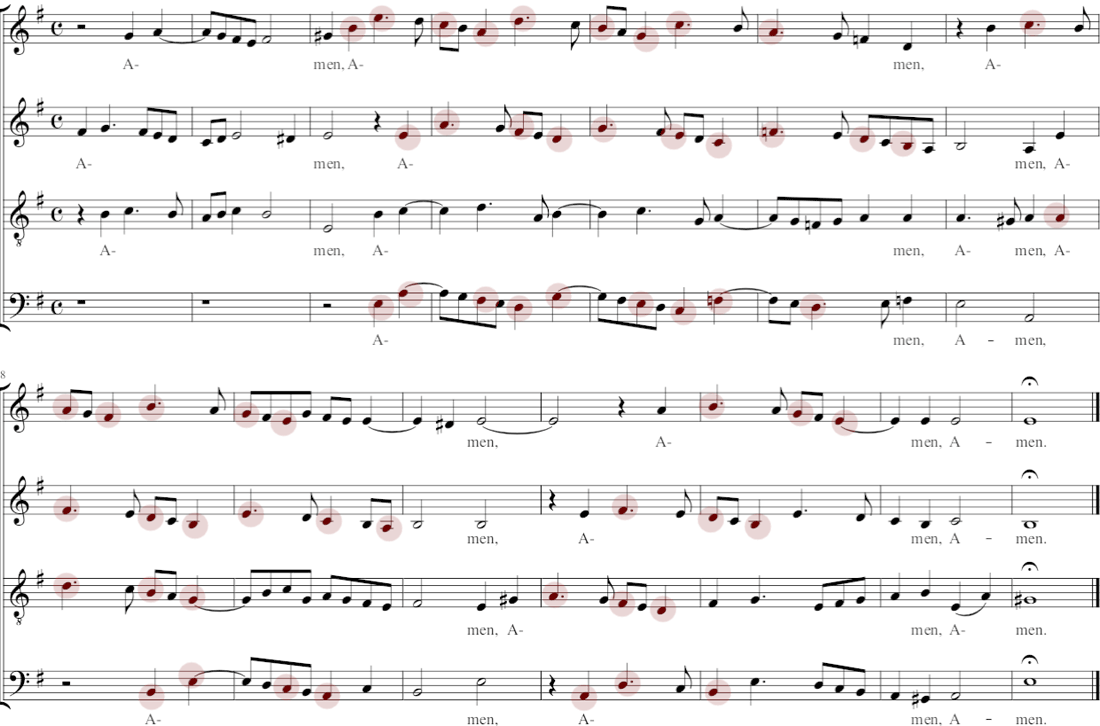 A- men, A- men, A-
A- men, A- men, A-
A- men, A- men, A- men, A-
A- men, A – men,
8
men, A- men, A – men.
men, A- men, A – men.
men, A- men, A- men.
A- men, A- men, A – men.